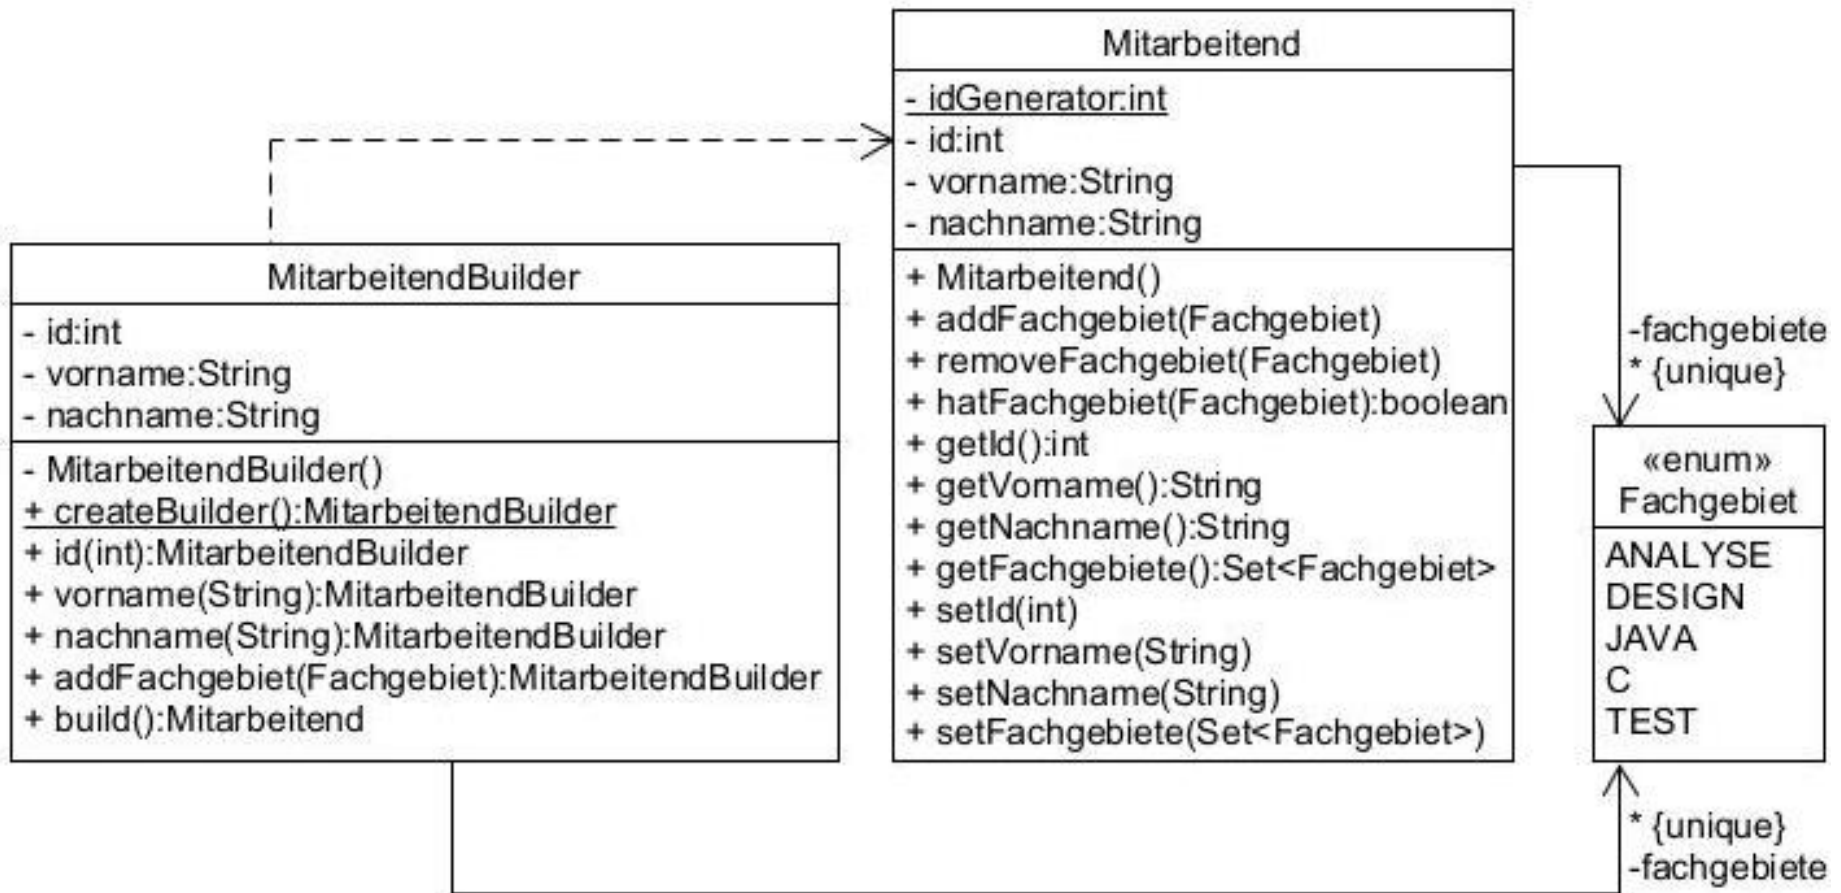 Mitarbeitend
- idGenerator:int
- id:int
- vorname:String
- nachname:String
+ Mitarbeitend()
+ addFachgebiet(Fachgebiet)
+ removeFachgebiet(Fachgebiet)
+ hatFachgebiet(Fachgebiet):boolean
+ getId():int
+ getVorname():String
+ getNachname():String
+ getFachgebiete():Set<Fachgebiet>
+ setId(int)
+ setVorname(String)
+ setNachname(String)
+ setFachgebiete(Set<Fachgebiet>)
MitarbeitendBuilder
- id:int
- vorname:String
- nachname:String
- MitarbeitendBuilder()
+ createBuilder():MitarbeitendBuilder
+ id(int):MitarbeitendBuilder
+ vorname(String):MitarbeitendBuilder
+ nachname(String):MitarbeitendBuilder
+ addFachgebiet(Fachgebiet):MitarbeitendBuilder
+ build():Mitarbeitend
-fachgebiete
* {unique}
«enum»
Fachgebiet
ANALYSE
DESIGN
JAVA
C
TEST
* {unique}
-fachgebiete